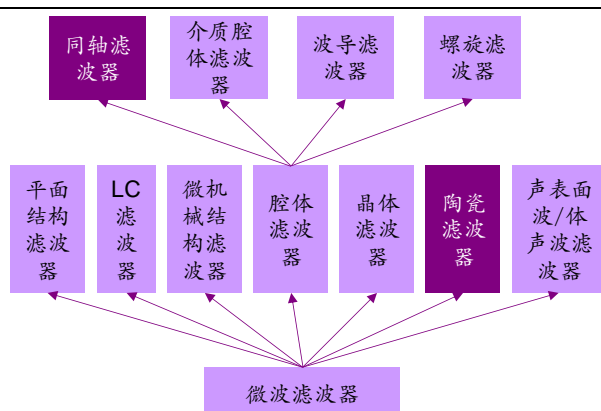 同轴滤
波器
介质腔
体滤波
器
波导滤
波器
螺旋滤
波器
平面
结构
滤波
器
LC
滤
波
器
微机
械结
构滤
波器
腔体
滤波
器
晶体
滤波
器
陶瓷
滤波
器
声表面
波/体
声波滤
波器
微波滤波器